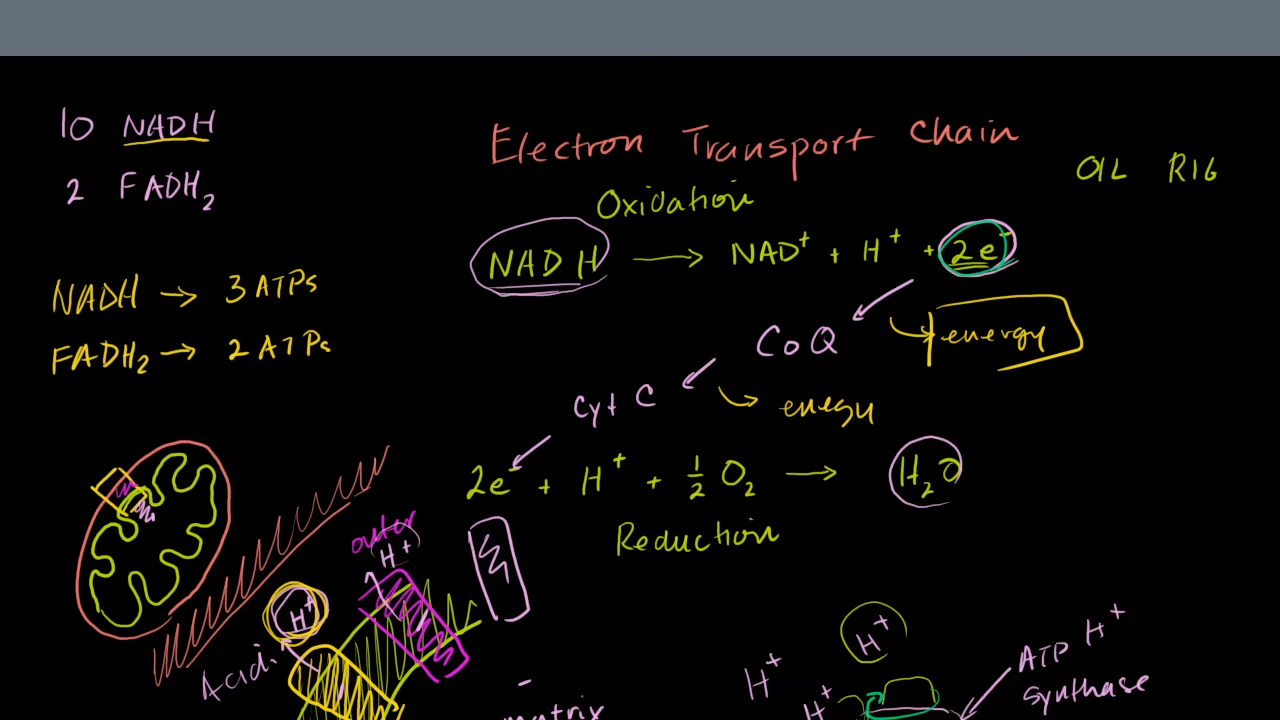 10 NADH
2 FADH₂
Electron Transport Chain
OIL RIG
Oxidation
NADH → NAD⁺ + H⁺ + 2e⁻
NADH → 3 ATPs
FADH₂ → 2 ATPs
CoQ
energy
Cyt C
energy
2e⁻ + H⁺ + ½ O₂ → H₂O
Reduction
outer
H⁺
H⁺
Acidi
matrix
H⁺
H⁺
H⁺
ATP H⁺
synthase